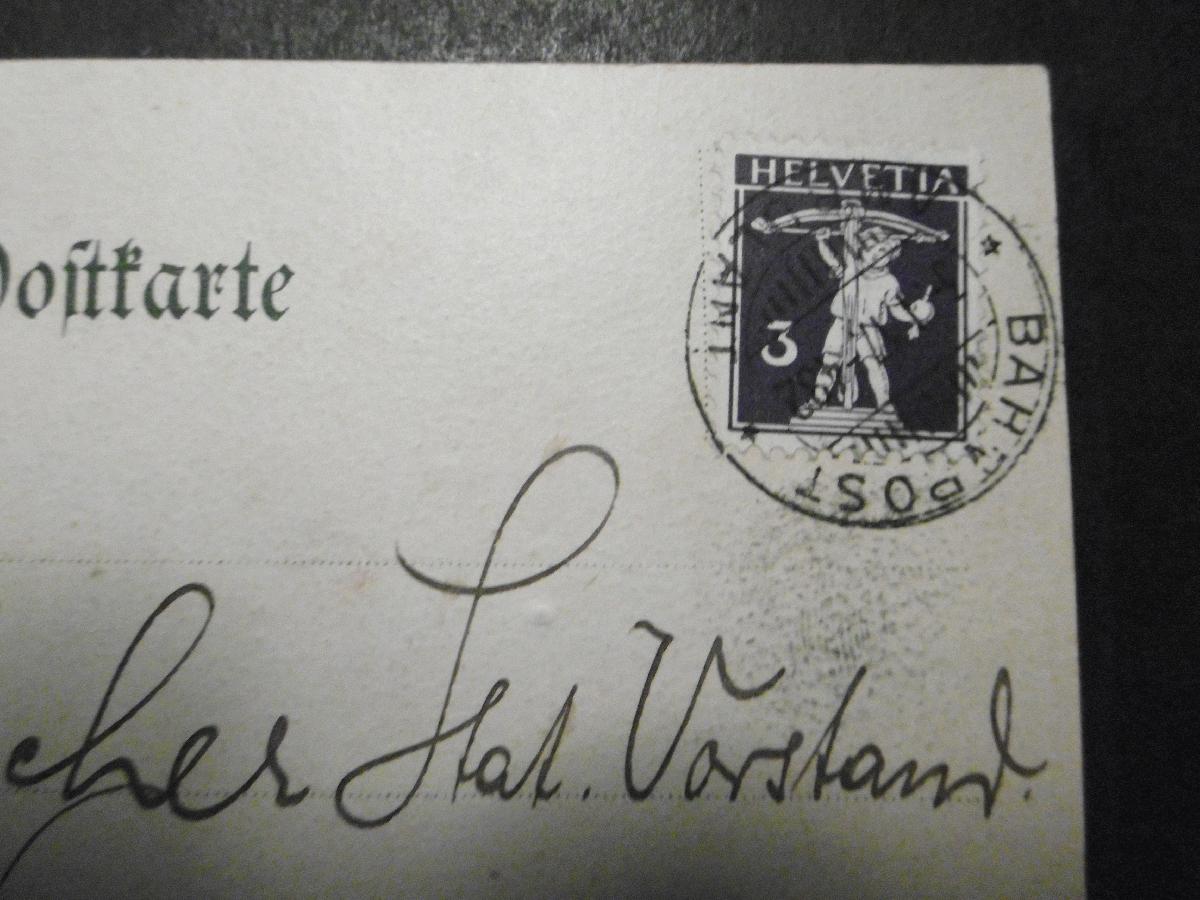 HELVETIA
3
Postkarte
BAHNPOST
cher Stat. Vorstand.